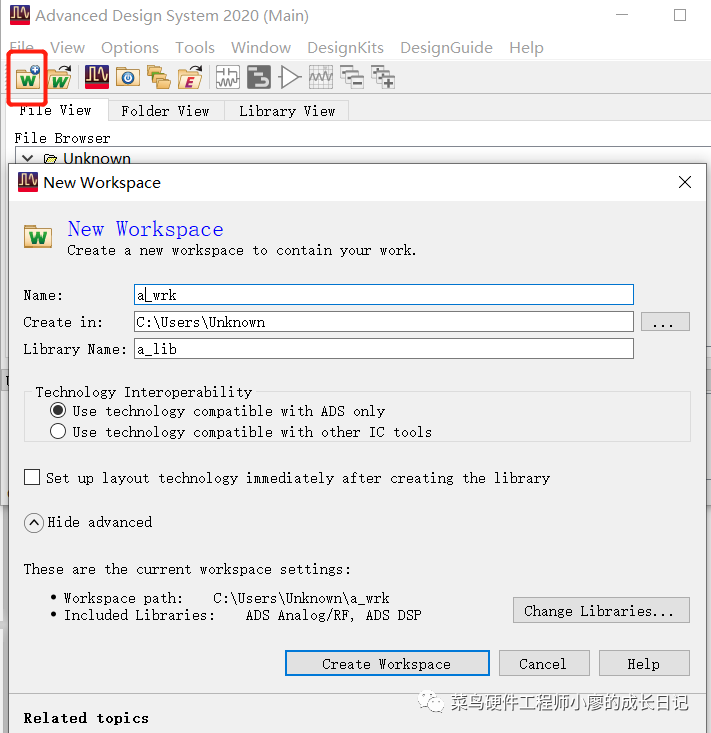 Advanced Design System 2020 (Main)
File View Options Tools Window DesignKits DesignGuide Help
File View Folder View Library View
File Browser
Unknown
New Workspace
New Workspace
Create a new workspace to contain your work.
Name: a_wrk
Create in: C:\Users\Unknown ...
Library Name: a_lib
Technology Interoperability
Use technology compatible with ADS only
Use technology compatible with other IC tools
Set up layout technology immediately after creating the library
Hide advanced
These are the current workspace settings:
• Workspace path: C:\Users\Unknown\a_wrk
• Included Libraries: ADS Analog/RF, ADS DSP
Change Libraries...
Create Workspace Cancel Help
菜鸟硬件工程师小廖的成长日记
Related topics